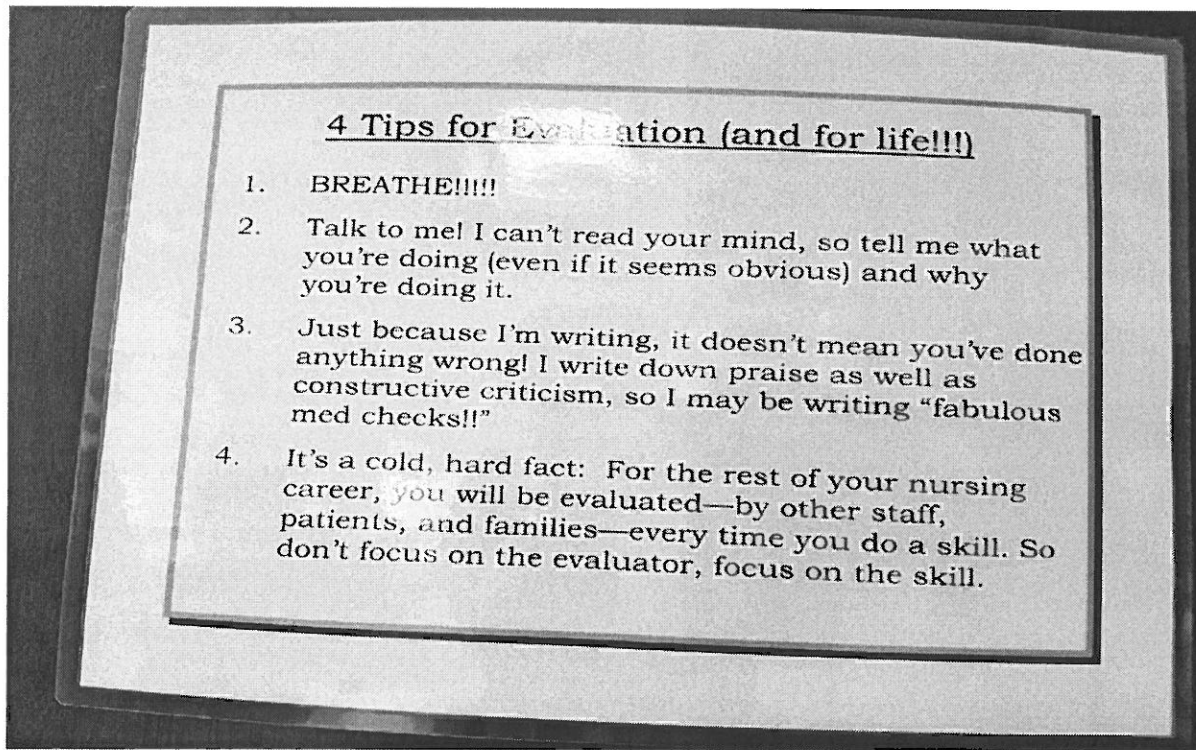 4 Tips for Evaluation (and for life!!!)
1. BREATHE!!!!!
2. Talk to me! I can't read your mind, so tell me what
you're doing (even if it seems obvious) and why
you're doing it.
3. Just because I'm writing, it doesn't mean you've done
anything wrong! I write down praise as well as
constructive criticism, so I may be writing “fabulous
med checks!!”
4. It's a cold, hard fact: For the rest of your nursing
career, you will be evaluated—by other staff,
patients, and families—every time you do a skill. So
don't focus on the evaluator, focus on the skill.